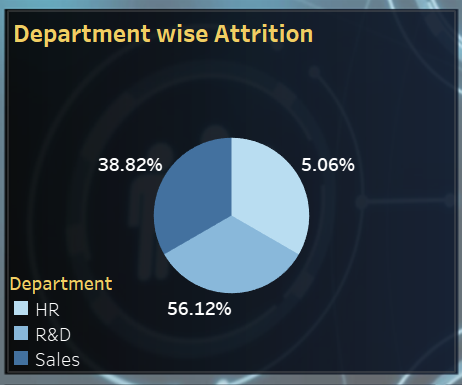 Department wise Attrition
38.82%
5.06%
56.12%
Department
HR
R&D
Sales